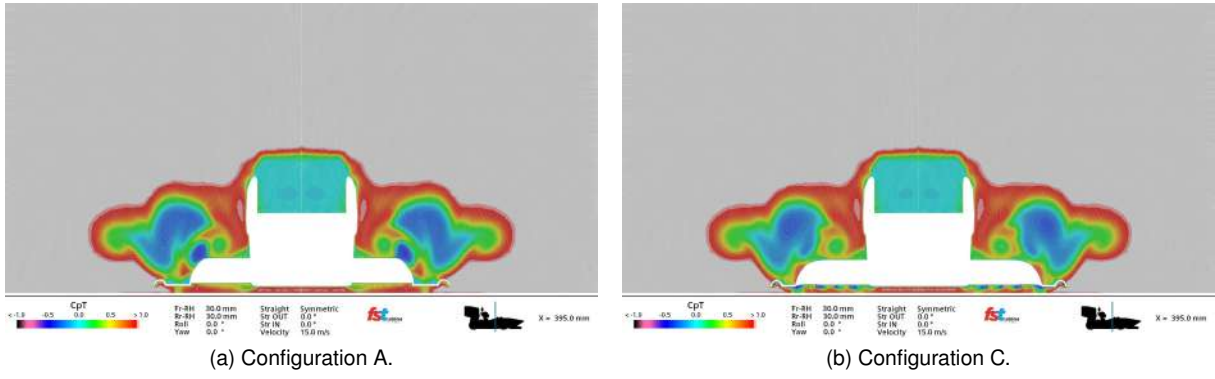 CpT
< -1.0 -0.5 0.0 0.5 > 1.0
Fr-RH 30.0 mm Straight Symmetric
Rr-RH 30.0 mm Str OUT 0.0 °
Roll 0.0 ° Str IN 0.0 °
Yaw 0.0 ° Velocity 15.0 m/s
fst
X = 395.0 mm
(a) Configuration A.
CpT
< -1.0 -0.5 0.0 0.5 > 1.0
Fr-RH 30.0 mm Straight Symmetric
Rr-RH 30.0 mm Str OUT 0.0 °
Roll 0.0 ° Str IN 0.0 °
Yaw 0.0 ° Velocity 15.0 m/s
fst
X = 395.0 mm
(b) Configuration C.